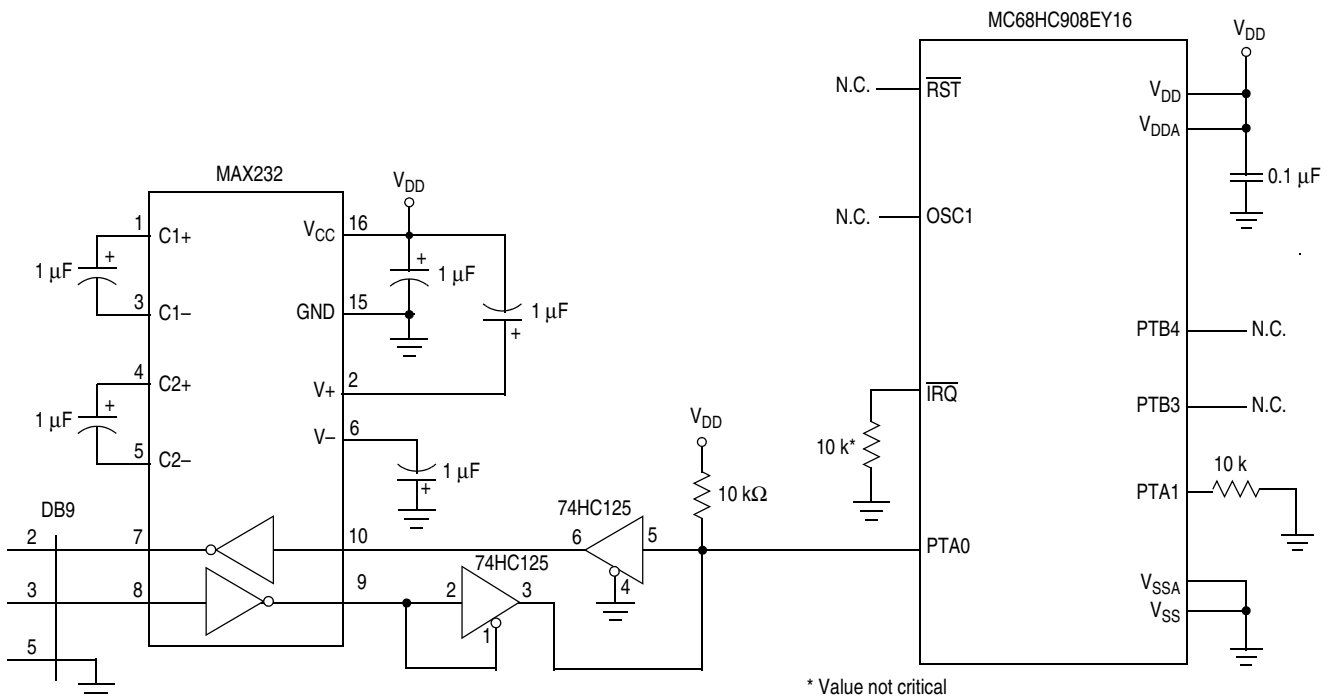 MC68HC908EY16
VDD
N.C.
RST
VDD
VDDA
0.1 µF
MAX232
VDD
1
C1+
VCC
16
N.C.
OSC1
1 µF
+
+
1 µF
3
C1–
GND
15
1 µF
+
PTB4
N.C.
4
C2+
V+
2
IRQ
1 µF
+
VDD
PTB3
N.C.
V–
6
10 k*
5
C2–
1 µF
+
10 k
10 kΩ
PTA1
DB9
74HC125
2
7
10
6
5
PTA0
74HC125
4
3
8
9
2
3
VSSA
1
VSS
5
* Value not critical